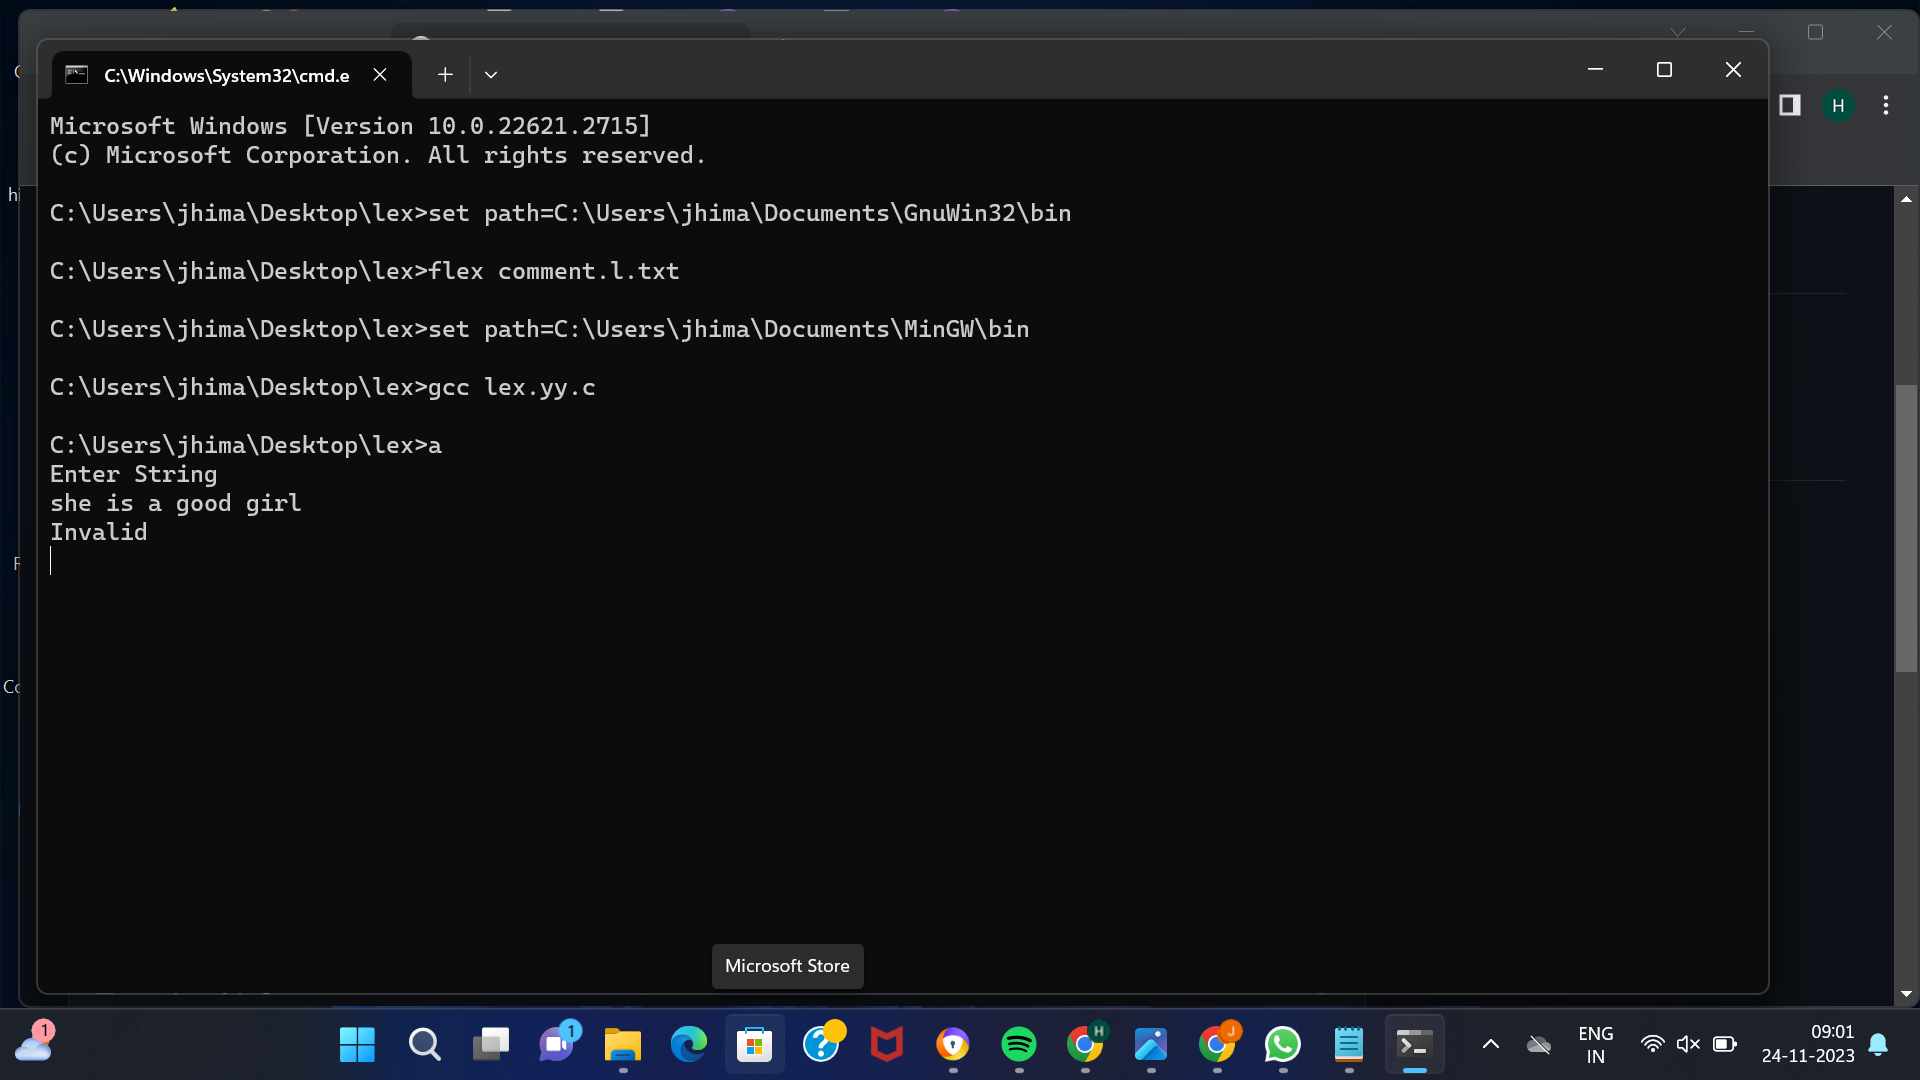 C:\Windows\System32\cmd.e
Microsoft Windows [Version 10.0.22621.2715]
(c) Microsoft Corporation. All rights reserved.
C:\Users\jhima\Desktop\lex>set path=C:\Users\jhima\Documents\GnuWin32\bin
C:\Users\jhima\Desktop\lex>flex comment.l.txt
C:\Users\jhima\Desktop\lex>set path=C:\Users\jhima\Documents\MinGW\bin
C:\Users\jhima\Desktop\lex>gcc lex.yy.c
C:\Users\jhima\Desktop\lex>a
Enter String
she is a good girl
Invalid
H
Microsoft Store
1
1
H
J
ENG
IN
09:01
24-11-2023